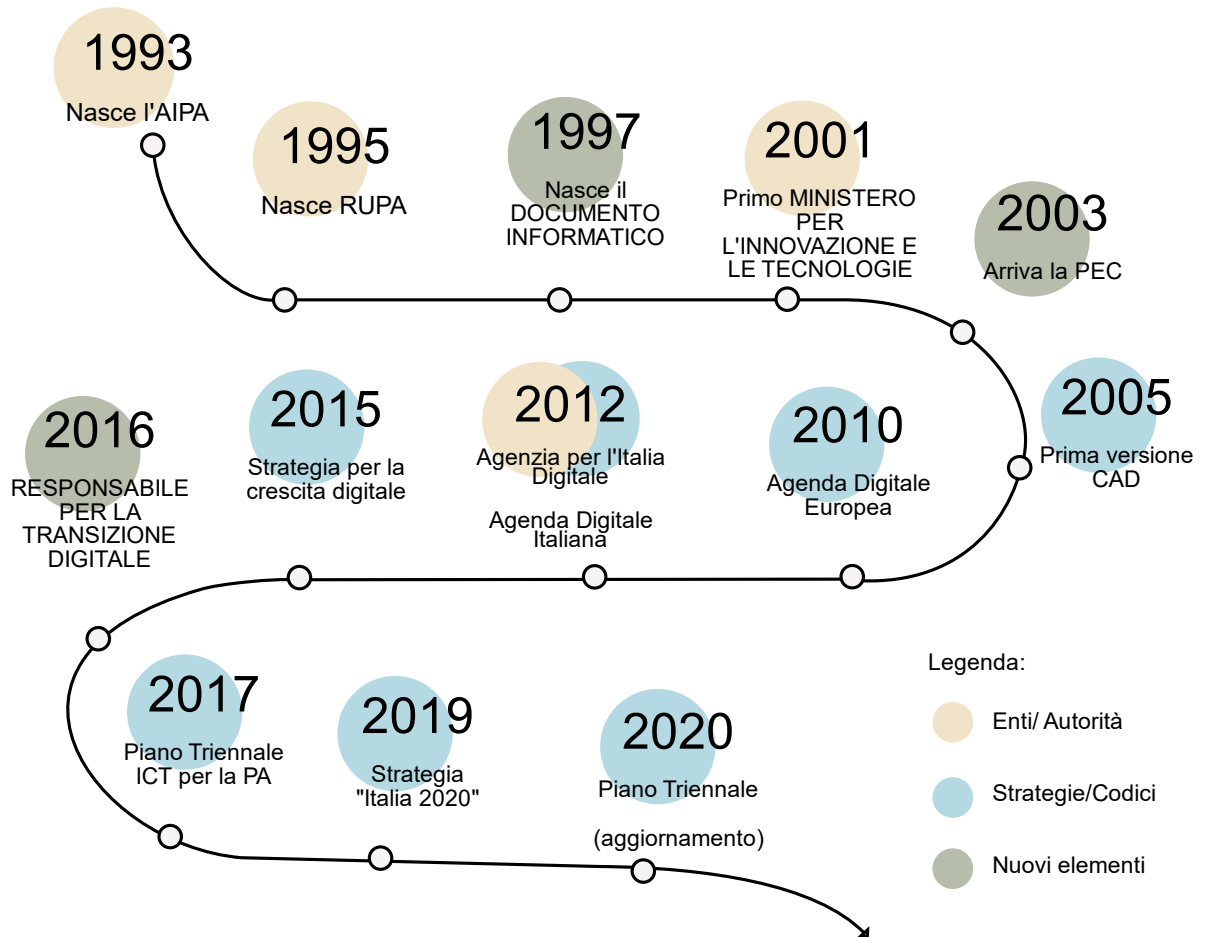 1993
Nasce l'AIPA
1995
Nasce RUPA
1997
Nasce il
DOCUMENTO
INFORMATICO
2001
Primo MINISTERO
PER
L'INNOVAZIONE E
LE TECNOLOGIE
2003
Arriva la PEC
2005
Prima versione
CAD
2010
Agenda Digitale
Europea
2012
Agenzia per l'Italia
Digitale
Agenda Digitale
Italiana
2015
Strategia per la
crescita digitale
2016
RESPONSABILE
PER LA
TRANSIZIONE
DIGITALE
2017
Piano Triennale
ICT per la PA
2019
Strategia
"Italia 2020"
2020
Piano Triennale
(aggiornamento)
Legenda:
Enti/ Autorità
Strategie/Codici
Nuovi elementi